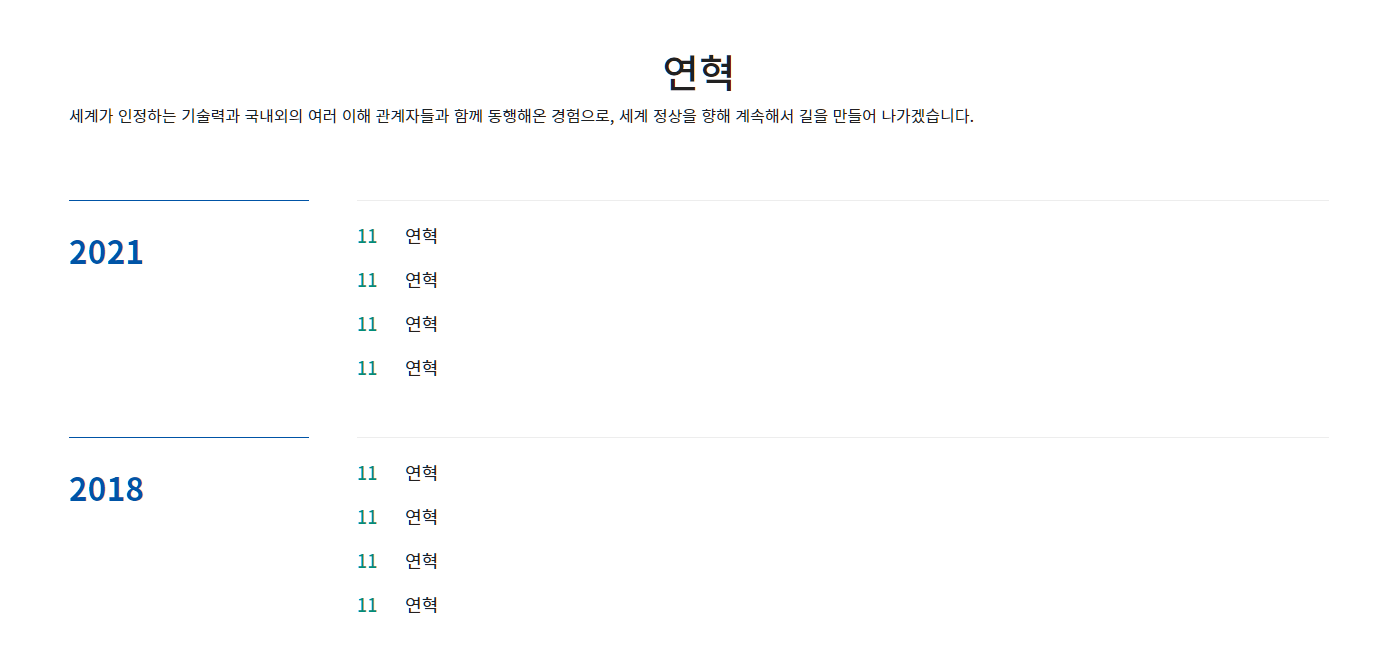 연혁
세계가 인정하는 기술력과 국내외의 여러 이해 관계자들과 함께 동행해온 경험으로, 세계 정상을 향해 계속해서 길을 만들어 나가겠습니다.
2021
11 연혁
11 연혁
11 연혁
11 연혁
2018
11 연혁
11 연혁
11 연혁
11 연혁